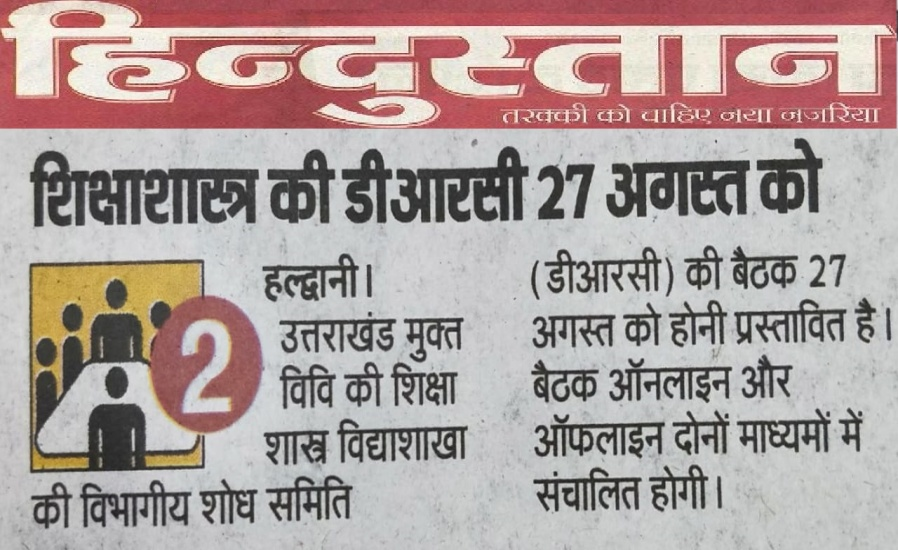 हिन्दुस्तान
तरक्की को चाहिए नया नजरिया
शिक्षाशास्त्र की डीआरसी 27 अगस्त को
2
हल्द्वानी।
उत्तराखंड मुक्त
विवि की शिक्षा
शास्त्र विद्याशाखा
की विभागीय शोध समिति
(डीआरसी) की बैठक 27
अगस्त को होनी प्रस्तावित है।
बैठक ऑनलाइन और
ऑफलाइन दोनों माध्यमों में
संचालित होगी।